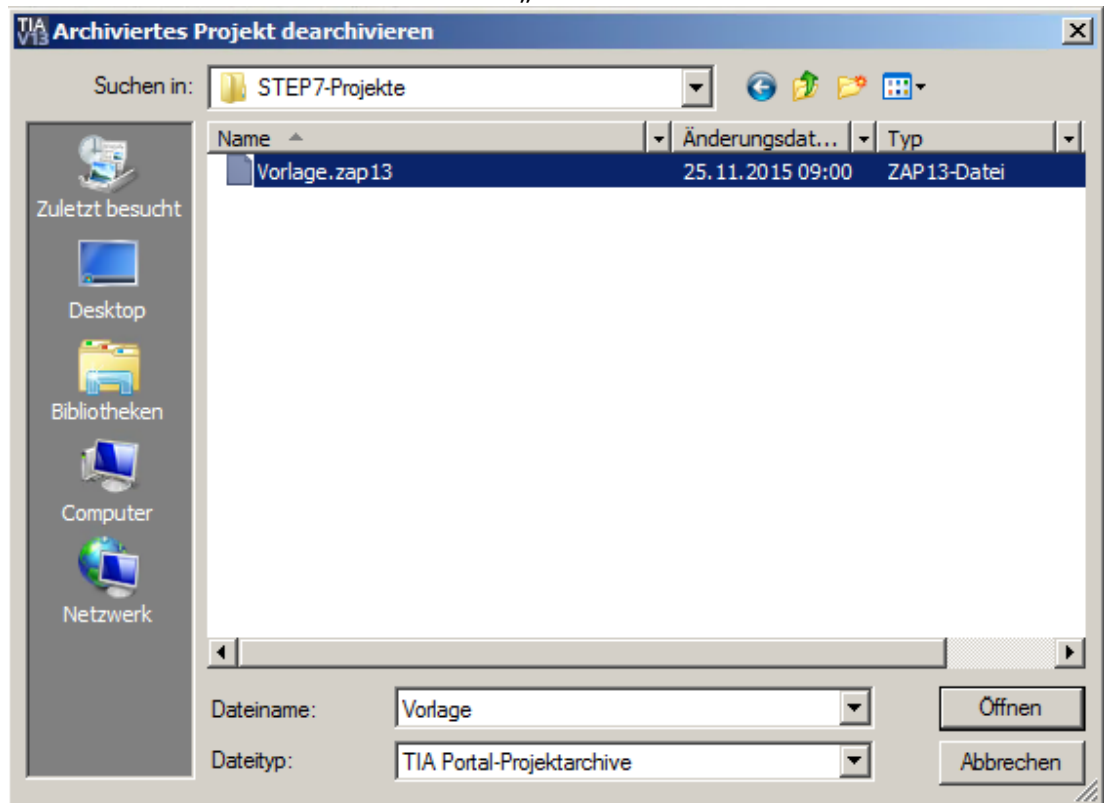 „
TIA V13 Archiviertes Projekt dearchivieren
Suchen in: STEP7-Projekte
Name Änderungsdat... Typ
Vorlage.zap13 25.11.2015 09:00 ZAP13-Datei
Zuletzt besucht
Desktop
Bibliotheken
Computer
Netzwerk
Dateiname: Vorlage Öffnen
Dateityp: TIA Portal-Projektarchive Abbrechen